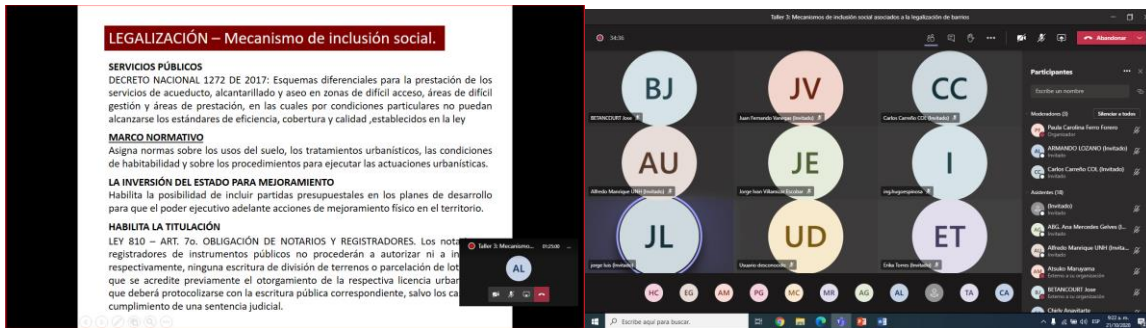 LEGALIZACIÓN – Mecanismo de inclusión social.
SERVICIOS PÚBLICOS
DECRETO NACIONAL 1272 DE 2017: Esquemas diferenciales para la prestación de los
servicios de acueducto, alcantarillado y aseo en zonas de difícil acceso, áreas de difícil
gestión y áreas de prestación, en las cuales por condiciones particulares no puedan
alcanzarse los estándares de eficiencia, cobertura y calidad ,establecidos en la ley
MARCO NORMATIVO
Asigna normas sobre los usos del suelo, los tratamientos urbanísticos, las condiciones
de habitabilidad y sobre los procedimientos para ejecutar las actuaciones urbanísticas.
LA INVERSIÓN DEL ESTADO PARA MEJORAMIENTO
Habilita la posibilidad de incluir partidas presupuestales en los planes de desarrollo
para que el poder ejecutivo adelante acciones de mejoramiento físico en el territorio.
HABILITA LA TITULACIÓN
LEY 810 – ART. 7o. OBLIGACIÓN DE NOTARIOS Y REGISTRADORES. Los
registradores de instrumentos públicos no procederán a autorizar ni a
respectivamente, ninguna escritura de división de terrenos o parcelación de
que se acredite previamente el otorgamiento de la respectiva licencia
que deberá protocolizarse con la escritura pública correspondiente, salvo los
cumplimiento de una sentencia judicial.
Taller 3: Mecanismo... 01:25:00
AL
Taller 3: Mecanismos de inclusión social asociados a la legalización de barrios
34:36
Abandonar
BJ
BETANCOURT Jose
JV
Juan Fernando (Invitado)
CC
Carlos Carreño COL (Invitado)
AU
Alfredo Manrique UNH (Invitado)
JE
Jorge Ivan Villamizar Escobar
I
ing.hugoespinosa
JL
jorge luis (Invitado)
UD
Usuario desconocido
ET
Erika Torres (Invitado)
HC
EG
AM
PG
MC
MR
AG
AL
TA
CA
Participantes
Escribe un nombre
Moderadores (3)
Silenciar a todos
Paula Carolina Ferro Forero
Organizador
ARMANDO LOZANO (Invitado)
Invitado
Carlos Carreño COL (Invitado)
Invitado
Asistentes (18)
(Invitado)
Invitado
ABG. Ana Mercedes Gelves (I...
Invitado
Alfredo Manrique UNH (Invita...
Invitado
Atsuko Maruyama
Externo a su organización
BETANCOURT Jose
Externo a su organización
Escribe aquí para buscar.
ESP
9:02 a. m.
21/10/2020